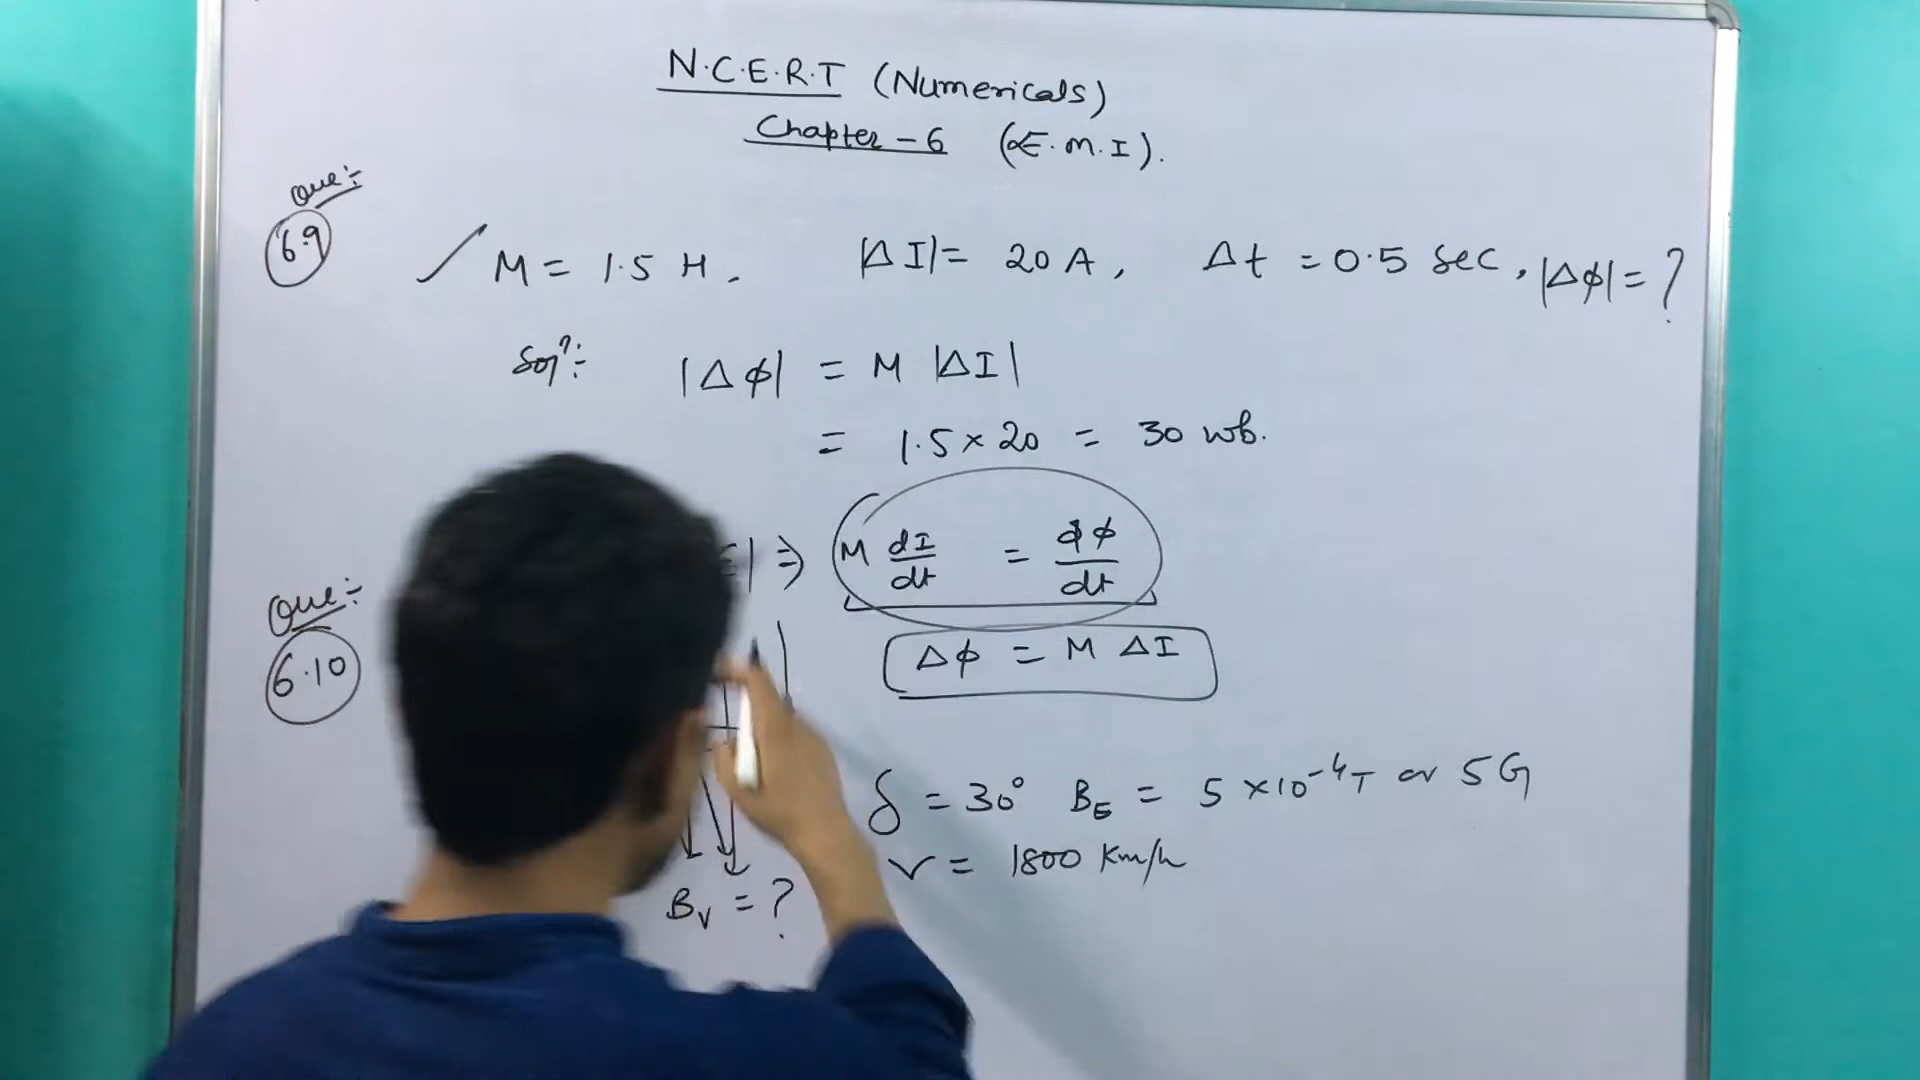 N.C.E.R.T (Numericals)
Chapter - 6 (E.M.I).
Que:-
6.9
M = 1.5 H. |ΔI| = 20 A, Δt = 0.5 sec, |Δϕ| = ?
Sol?:- |Δϕ| = M |ΔI|
= 1.5 × 20 = 30 wb.
| ⇒ M dI/dt = dϕ/dt
Que:-
6.10
Δϕ = M ΔI
δ = 30° B_E = 5 × 10⁻⁴ T or 5 G
v = 1800 Km/h
B_V = ?